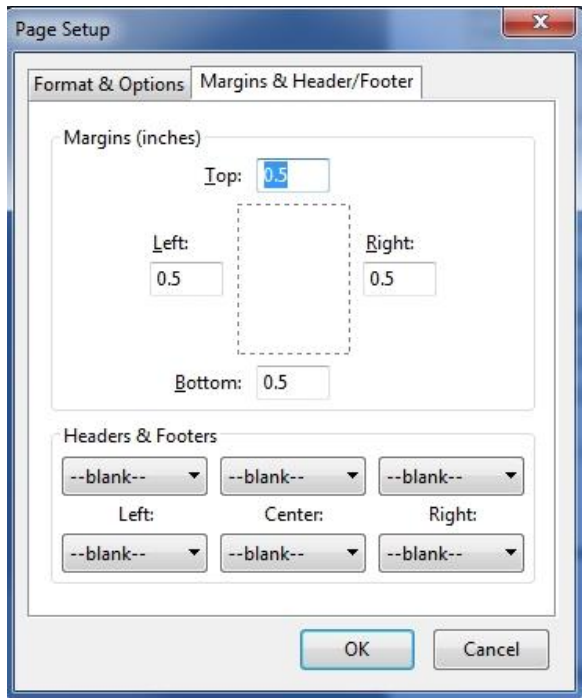 Page Setup
Format & Options Margins & Header/Footer
Margins (inches)
Top: 0.5
Left: Right:
0.5 0.5
Bottom: 0.5
Headers & Footers
--blank-- --blank-- --blank--
Left: Center: Right:
--blank-- --blank-- --blank--
OK Cancel